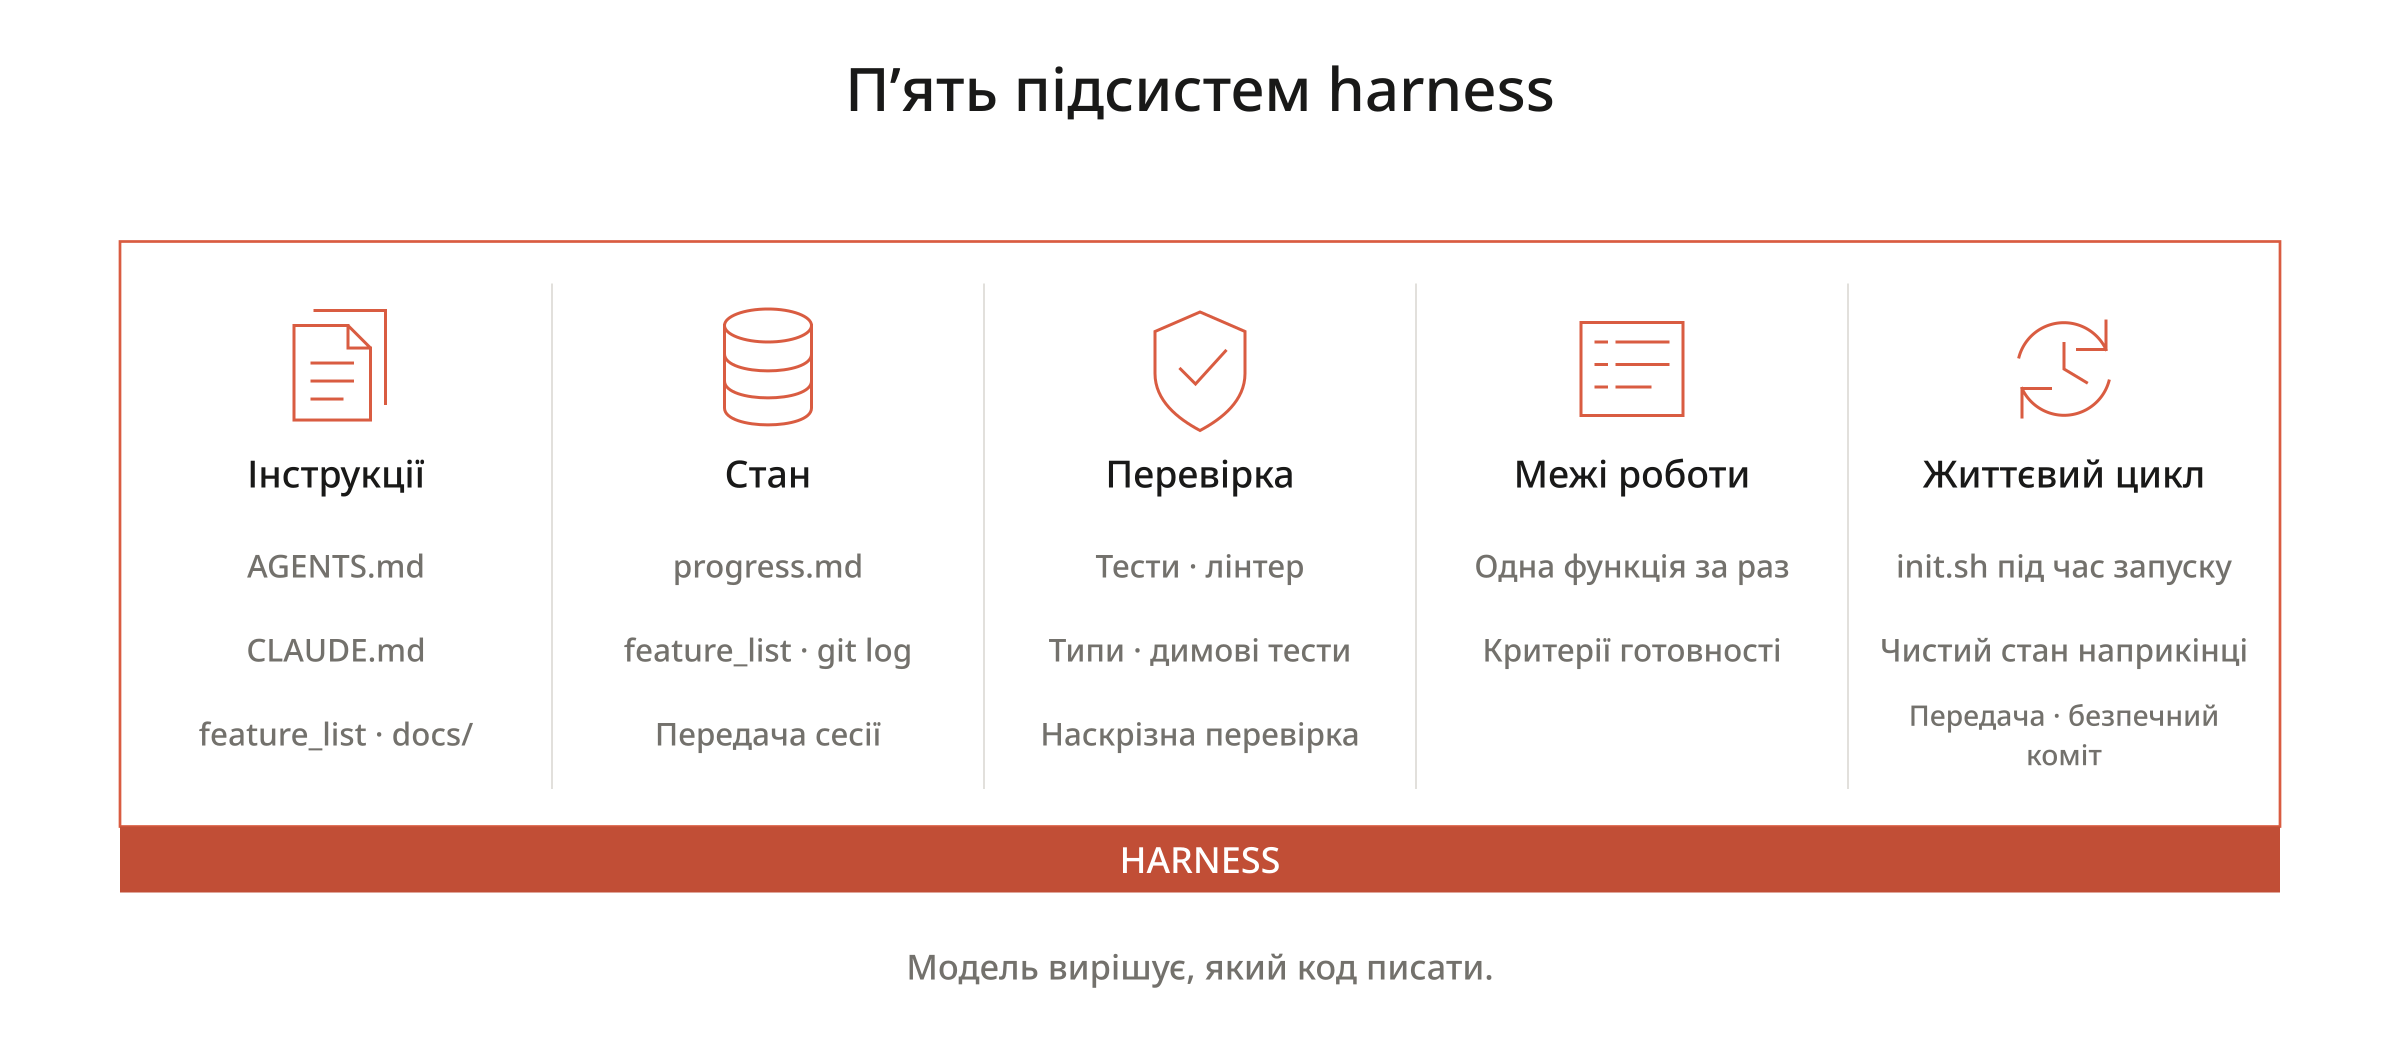 П’ять підсистем harness
Інструкції
AGENTS.md
CLAUDE.md
feature_list · docs/
Стан
progress.md
feature_list · git log
Передача сесії
Перевірка
Тести · лінтер
Типи · димові тести
Наскрізна перевірка
Межі роботи
Одна функція за раз
Критерії готовності
Життєвий цикл
init.sh під час запуску
Чистий стан наприкінці
Передача · безпечний
коміт
HARNESS
Модель вирішує, який код писати.